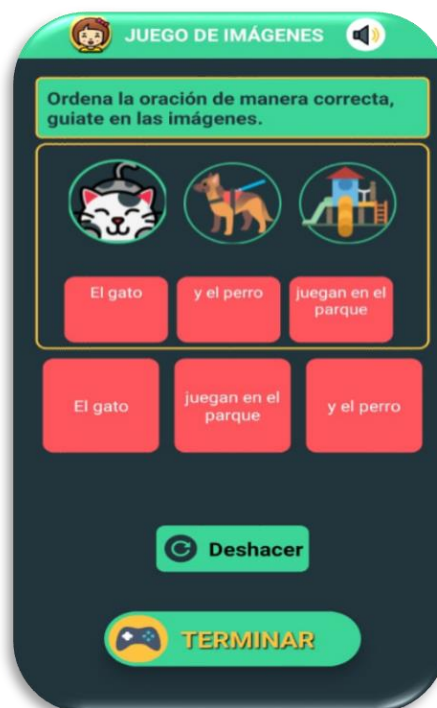 JUEGO DE IMÁGENES
Ordena la oración de manera correcta,
guiate en las imágenes.
El gato
y el perro
juegan en el
parque
El gato
juegan en el
parque
y el perro
Deshacer
TERMINAR